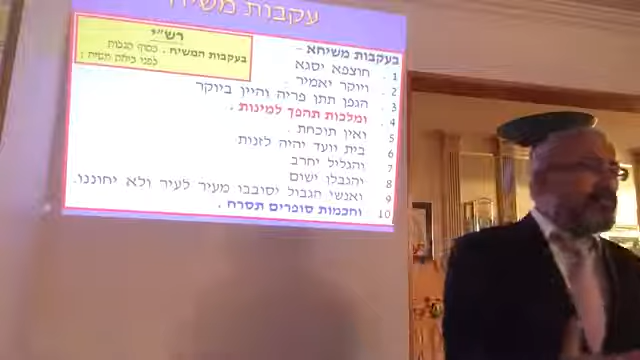 עקבות משיח
רש״י
בעקבות המשיח . בסוף הגלות
לפני ביאת משיח :
בעקבות משיחא –
1. חוצפא יסגא
2. ויוקר יאמיר .
3. הגפן תתן פריה והיין ביוקר
4. ומלכות תהפך למינות .
5. ואין תוכחת .
6. בית וועד יהיה לזנות
7. והגליל יחרב
8. והגבלן ישום
9. ואנשי הגבול יסובבו מעיר לעיר ולא יחוננו.
10. וחכמות סופרים תסרח .